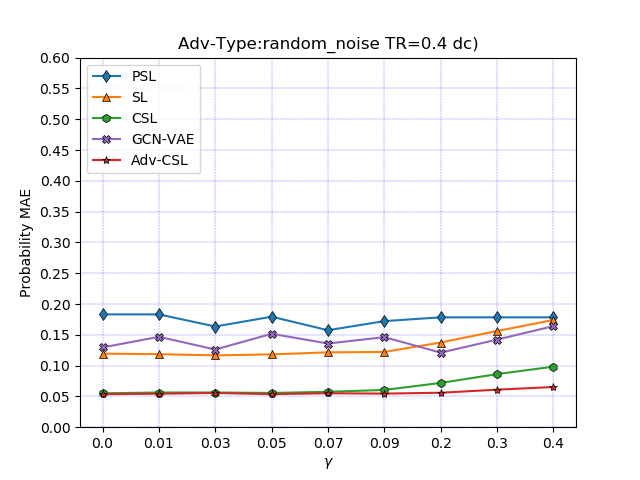 Adv-Type:random_noise TR=0.4 dc)
PSL
SL
CSL
GCN-VAE
Adv-CSL
Probability MAE
0.60
0.55
0.50
0.45
0.40
0.35
0.30
0.25
0.20
0.15
0.10
0.05
0.00
0.0 0.01 0.03 0.05 0.07 0.09 0.2 0.3 0.4
γ